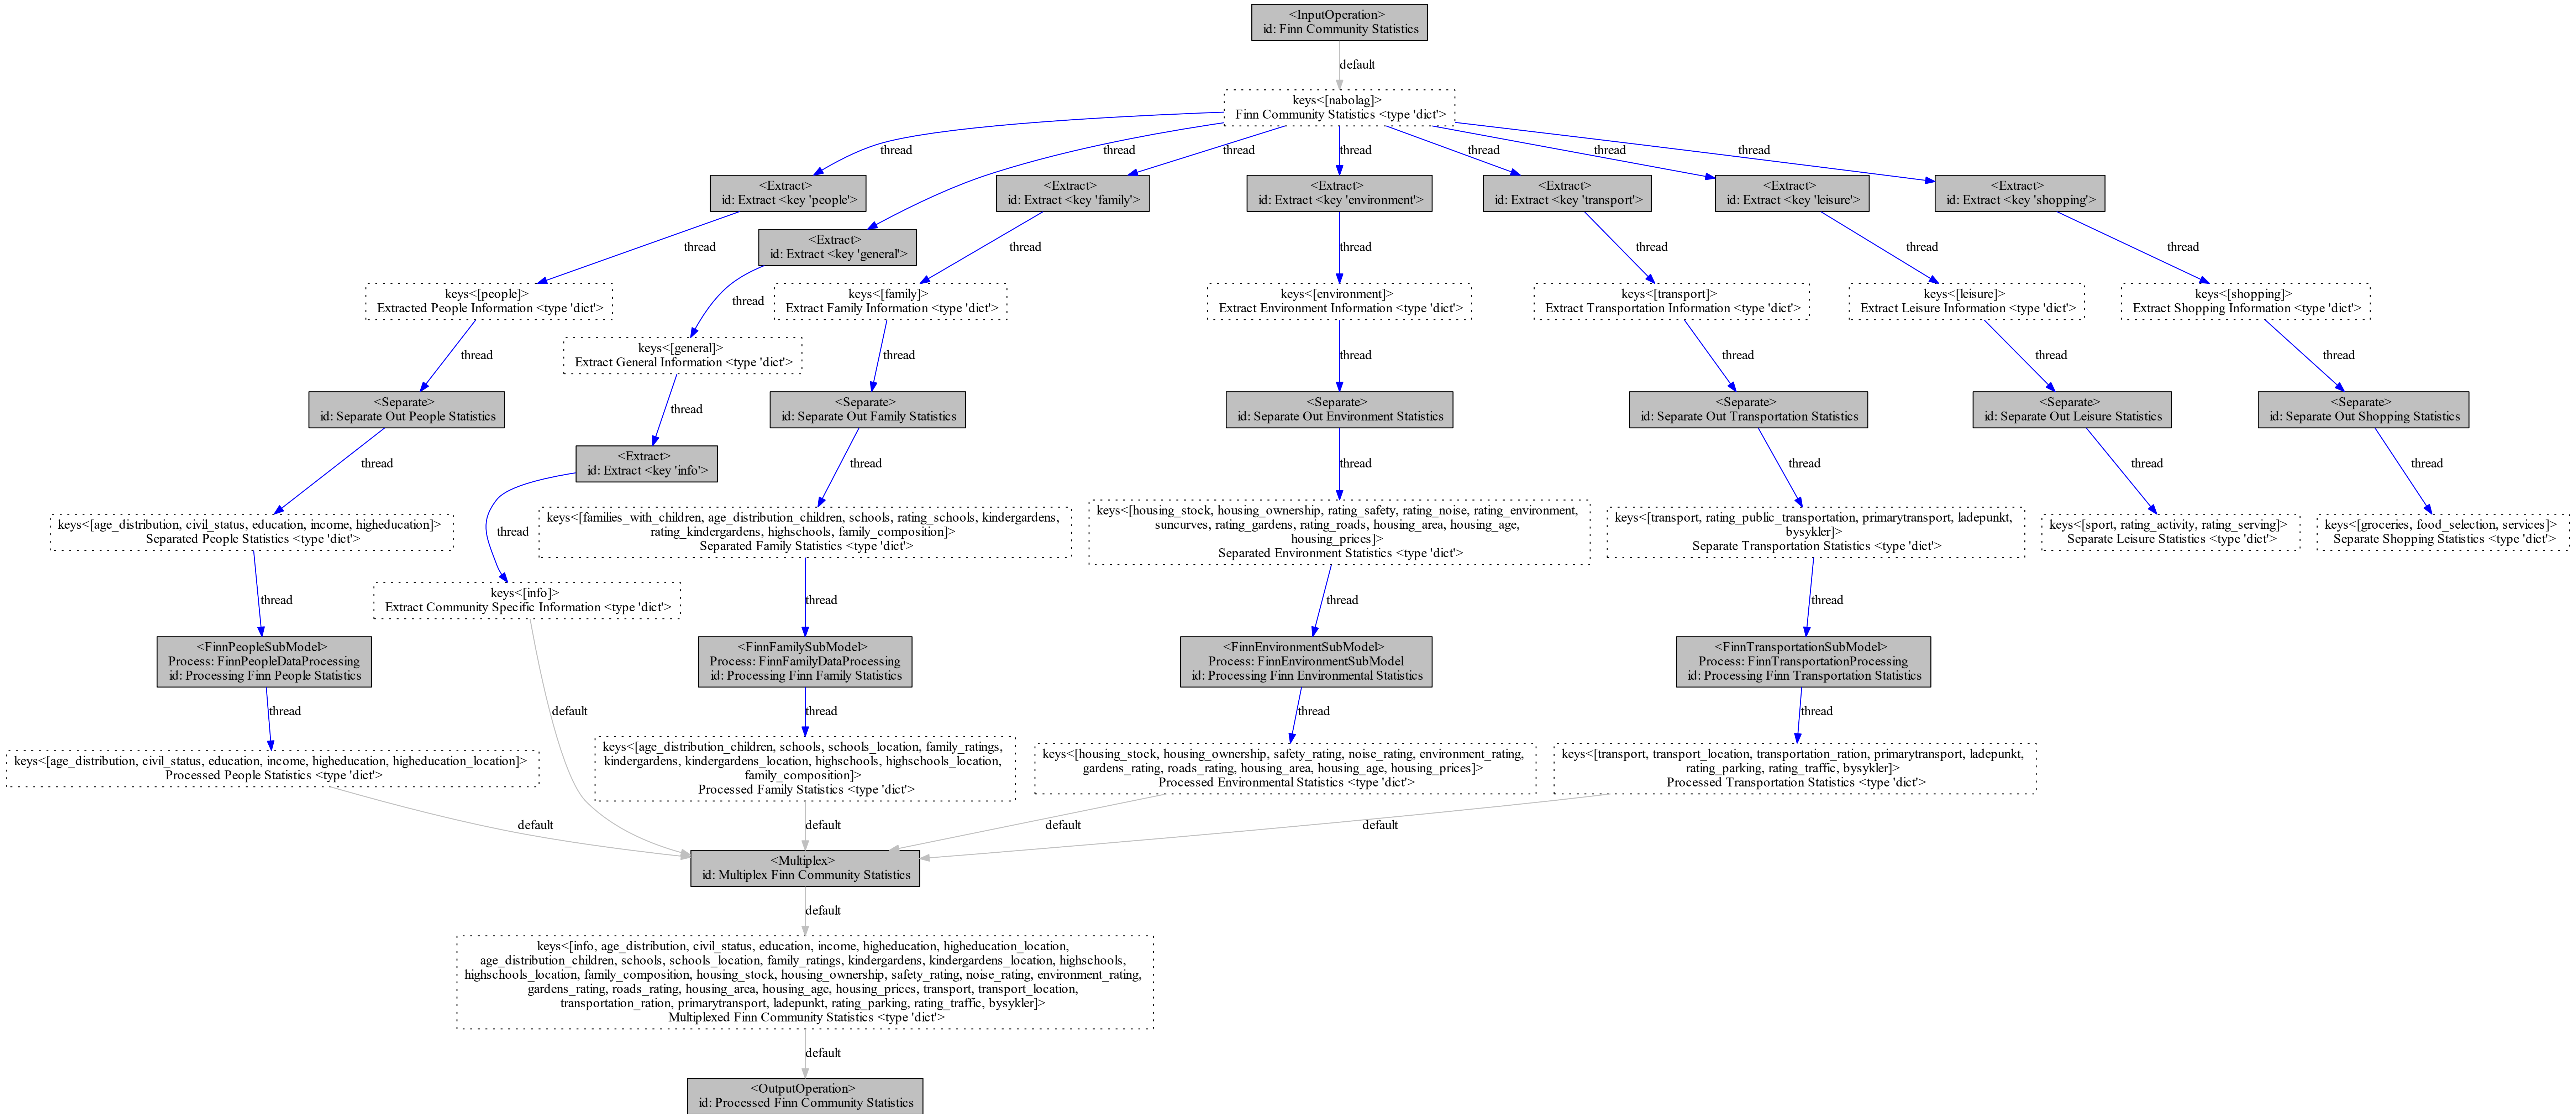 <InputOperation>
id: Finn Community Statistics
default
keys<[nabolag]>
Finn Community Statistics <type 'dict'>
thread
thread
thread
thread
thread
thread
thread
<Extract>
id: Extract <key 'people'>
<Extract>
id: Extract <key 'family'>
<Extract>
id: Extract <key 'environment'>
<Extract>
id: Extract <key 'transport'>
<Extract>
id: Extract <key 'leisure'>
<Extract>
id: Extract <key 'shopping'>
<Extract>
id: Extract <key 'general'>
thread
thread
thread
thread
thread
thread
thread
keys<[people]>
Extracted People Information <type 'dict'>
keys<[family]>
Extract Family Information <type 'dict'>
keys<[environment]>
Extract Environment Information <type 'dict'>
keys<[transport]>
Extract Transportation Information <type 'dict'>
keys<[leisure]>
Extract Leisure Information <type 'dict'>
keys<[shopping]>
Extract Shopping Information <type 'dict'>
keys<[general]>
Extract General Information <type 'dict'>
thread
thread
thread
thread
thread
thread
thread
<Separate>
id: Separate Out People Statistics
<Separate>
id: Separate Out Family Statistics
<Separate>
id: Separate Out Environment Statistics
<Separate>
id: Separate Out Transportation Statistics
<Separate>
id: Separate Out Leisure Statistics
<Separate>
id: Separate Out Shopping Statistics
<Extract>
id: Extract <key 'info'>
thread
thread
thread
thread
thread
thread
thread
keys<[age_distribution, civil_status, education, income, higheducation]>
Separated People Statistics <type 'dict'>
keys<[families_with_children, age_distribution_children, schools, rating_schools, kindergardens,
rating_kindergardens, highschools, family_composition]>
Separated Family Statistics <type 'dict'>
keys<[housing_stock, housing_ownership, rating_safety, rating_noise, rating_environment,
suncurves, rating_gardens, rating_roads, housing_area, housing_age,
housing_prices]>
Separated Environment Statistics <type 'dict'>
keys<[transport, rating_public_transportation, primarytransport, ladepunkt,
bysykler]>
Separate Transportation Statistics <type 'dict'>
keys<[sport, rating_activity, rating_serving]>
Separate Leisure Statistics <type 'dict'>
keys<[groceries, food_selection, services]>
Separate Shopping Statistics <type 'dict'>
keys<[info]>
Extract Community Specific Information <type 'dict'>
thread
thread
thread
thread
<FinnPeopleSubModel>
Process: FinnPeopleDataProcessing
id: Processing Finn People Statistics
<FinnFamilySubModel>
Process: FinnFamilyDataProcessing
id: Processing Finn Family Statistics
<FinnEnvironmentSubModel>
Process: FinnEnvironmentSubModel
id: Processing Finn Environmental Statistics
<FinnTransportationSubModel>
Process: FinnTransportationProcessing
id: Processing Finn Transportation Statistics
thread
default
thread
thread
thread
keys<[age_distribution, civil_status, education, income, higheducation, higheducation_location]>
Processed People Statistics <type 'dict'>
keys<[age_distribution_children, schools, schools_location, family_ratings,
kindergardens, kindergardens_location, highschools, highschools_location,
family_composition]>
Processed Family Statistics <type 'dict'>
keys<[housing_stock, housing_ownership, safety_rating, noise_rating, environment_rating,
gardens_rating, roads_rating, housing_area, housing_age, housing_prices]>
Processed Environmental Statistics <type 'dict'>
keys<[transport, transport_location, transportation_ration, primarytransport, ladepunkt,
rating_parking, rating_traffic, bysykler]>
Processed Transportation Statistics <type 'dict'>
default
default
default
default
<Multiplex>
id: Multiplex Finn Community Statistics
default
keys<[info, age_distribution, civil_status, education, income, higheducation, higheducation_location,
age_distribution_children, schools, schools_location, family_ratings, kindergardens, kindergardens_location, highschools,
highschools_location, family_composition, housing_stock, housing_ownership, safety_rating, noise_rating, environment_rating,
gardens_rating, roads_rating, housing_area, housing_age, housing_prices, transport, transport_location,
transportation_ration, primarytransport, ladepunkt, rating_parking, rating_traffic, bysykler]>
Multiplexed Finn Community Statistics <type 'dict'>
default
<OutputOperation>
id: Processed Finn Community Statistics